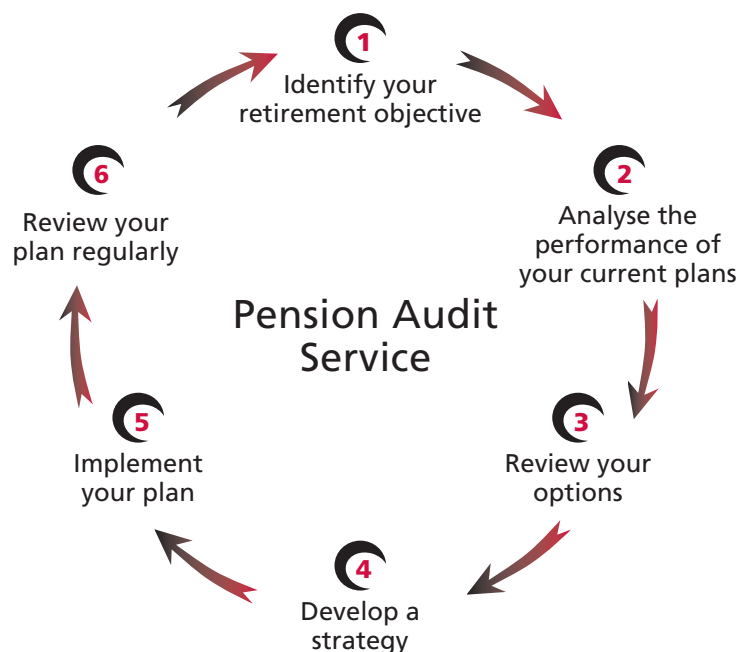 1
Identify your
retirement objective
2
Analyse the
performance of
your current plans
3
Review your
options
4
Develop a
strategy
5
Implement
your plan
6
Review your
plan regularly
Pension Audit
Service